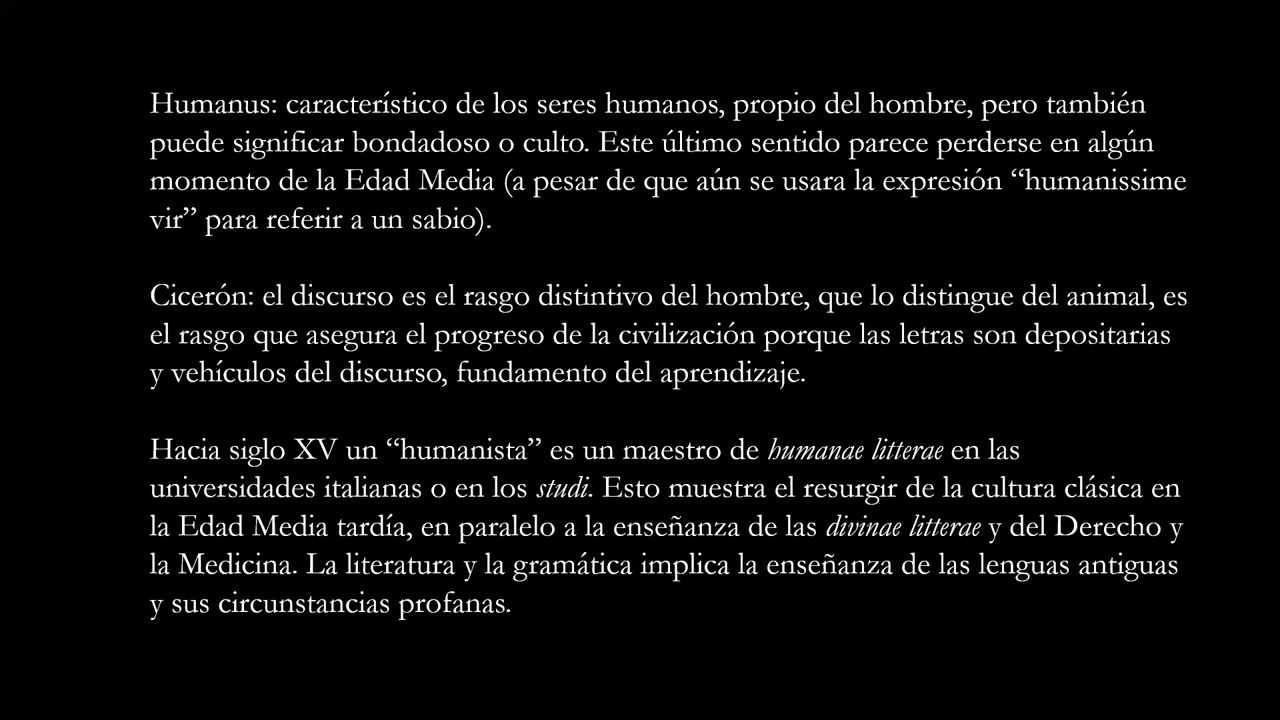 Humanus: característico de los seres humanos, propio del hombre, pero también
puede significar bondadoso o culto. Este último sentido parece perderse en algún
momento de la Edad Media (a pesar de que aún se usara la expresión “humanissime
vir” para referir a un sabio).
Cicerón: el discurso es el rasgo distintivo del hombre, que lo distingue del animal, es
el rasgo que asegura el progreso de la civilización porque las letras son depositarias
y vehículos del discurso, fundamento del aprendizaje.
Hacia siglo XV un “humanista” es un maestro de humanae litterae en las
universidades italianas o en los studi. Esto muestra el resurgir de la cultura clásica en
la Edad Media tardía, en paralelo a la enseñanza de las divinae litterae y del Derecho y
la Medicina. La literatura y la gramática implica la enseñanza de las lenguas antiguas
y sus circunstancias profanas.